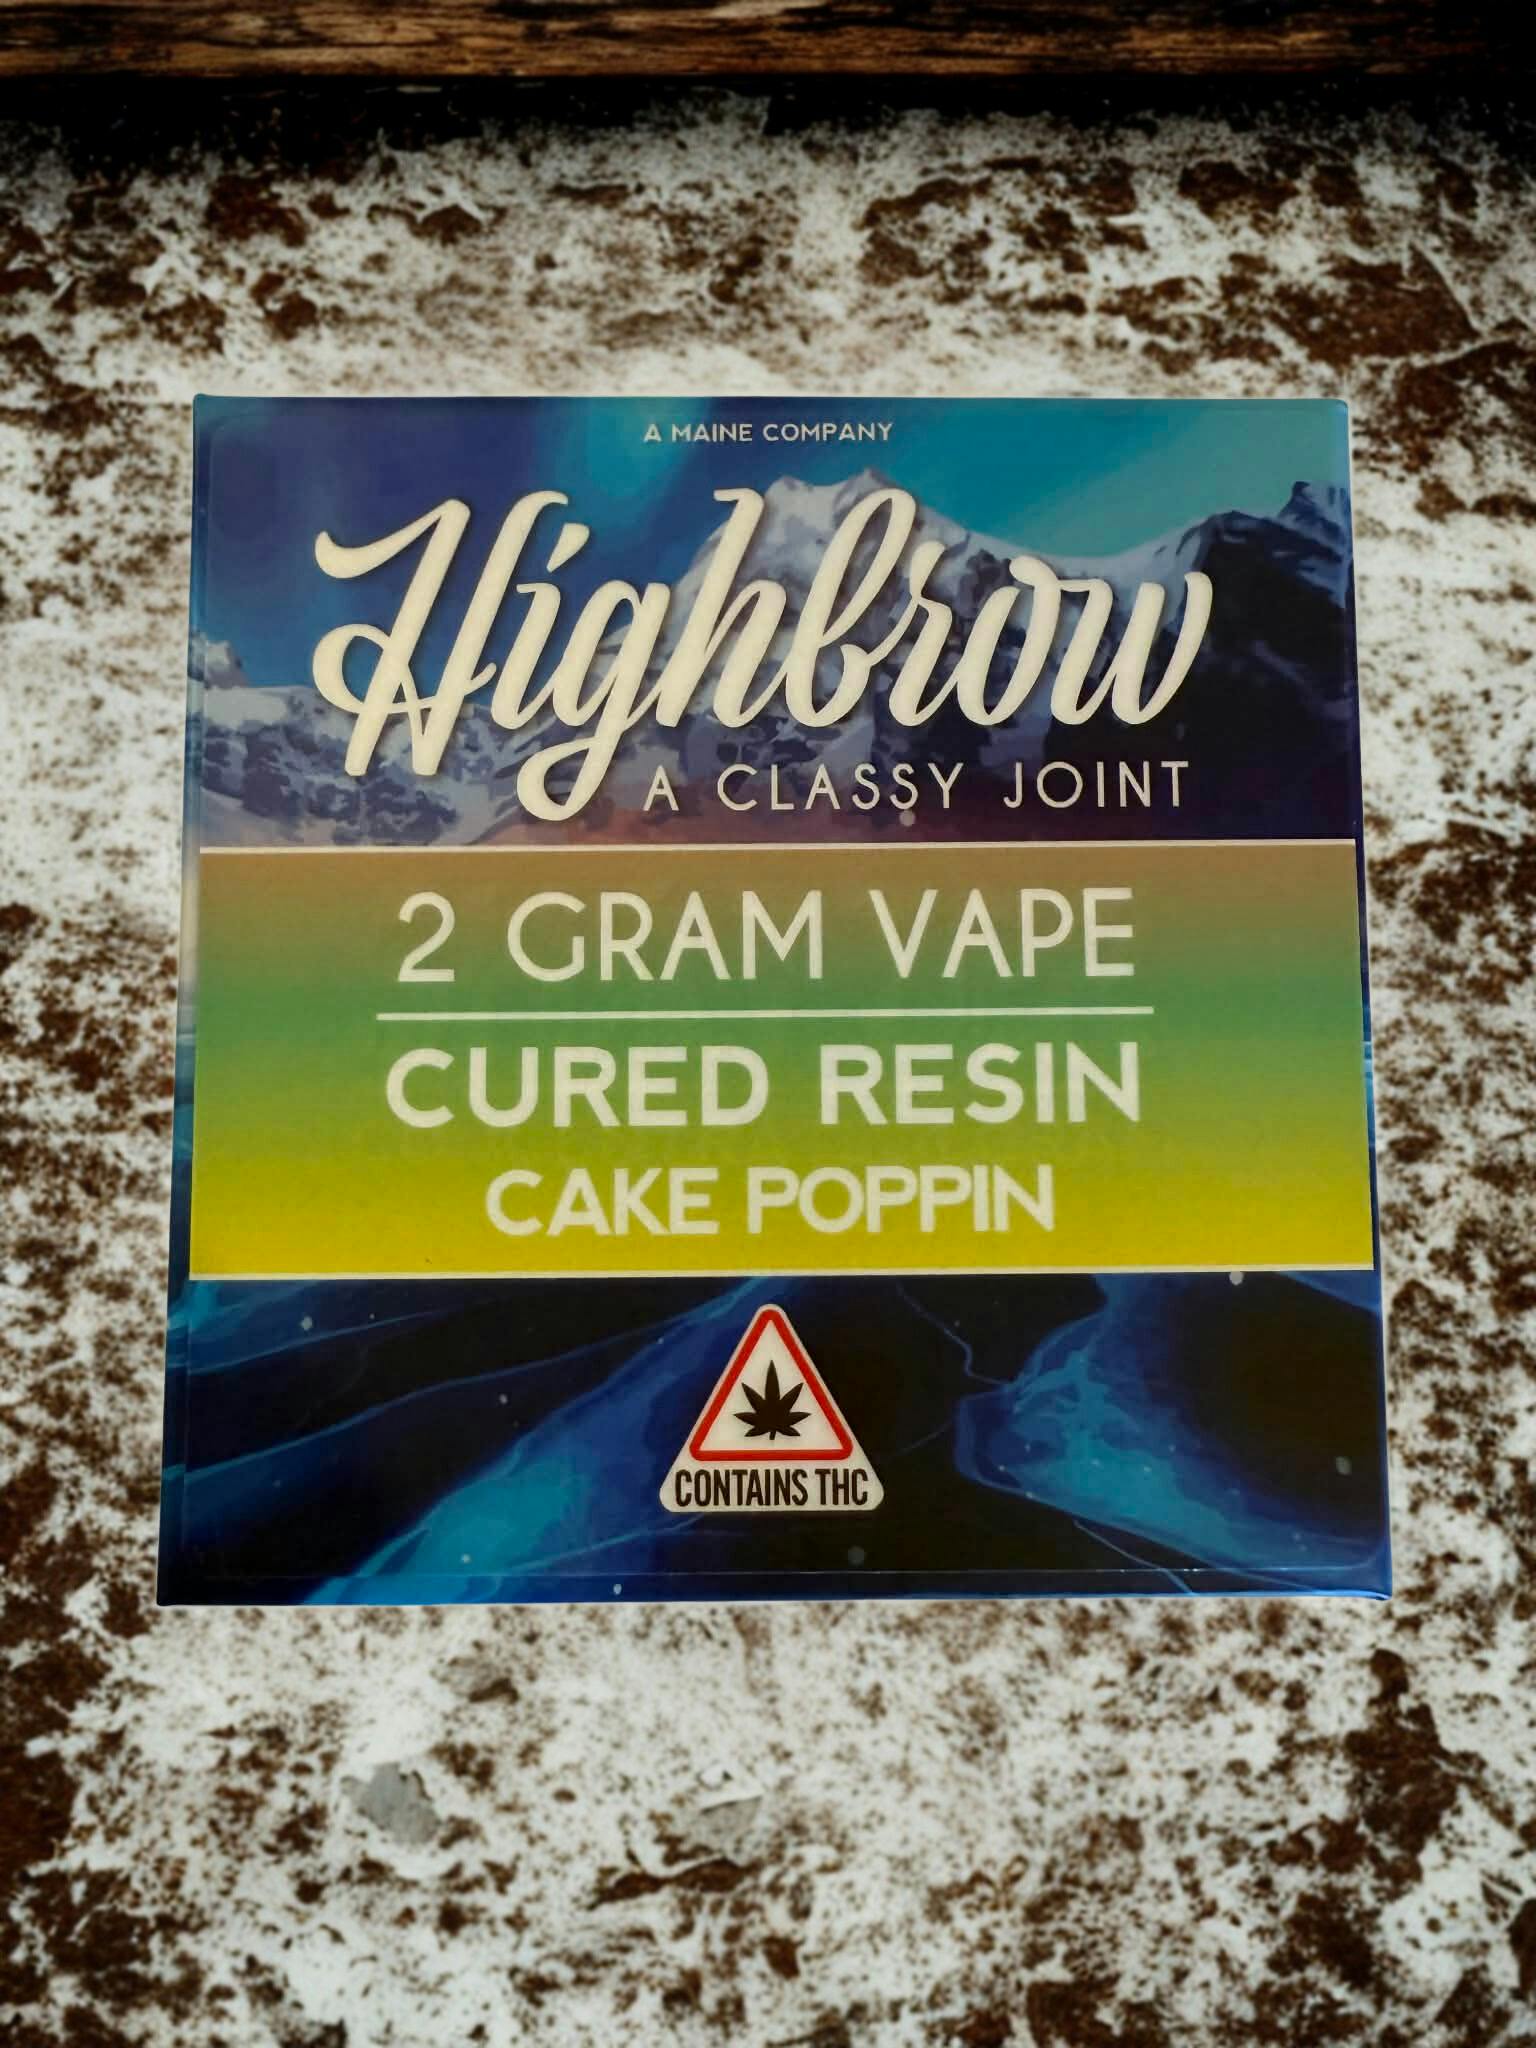 A MAINE COMPANY
Highbrow
A CLASSY JOINT
2 GRAM VAPE
CURED RESIN
CAKE POPPIN
CONTAINS THC